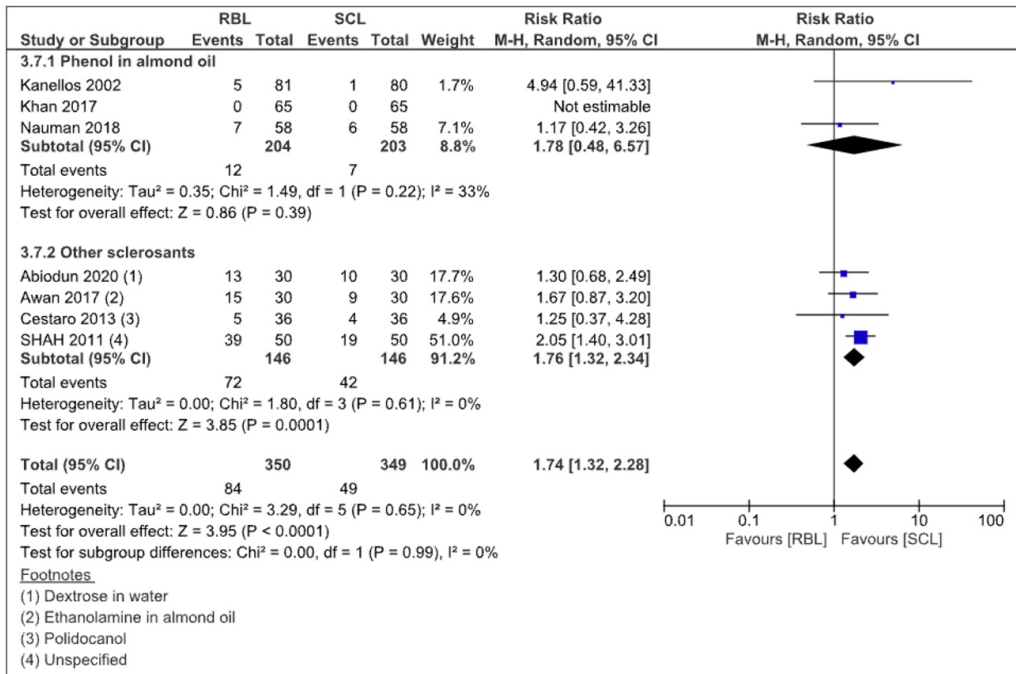 RBL SCL Risk Ratio Risk Ratio
Study or Subgroup Events Total Events Total Weight M-H, Random, 95% CI M-H, Random, 95% CI
3.7.1 Phenol in almond oil
Kanellos 2002 5 81 1 80 1.7% 4.94 [0.59, 41.33]
Khan 2017 0 65 0 65 Not estimable
Nauman 2018 7 58 6 58 7.1% 1.17 [0.42, 3.26]
Subtotal (95% CI) 204 203 8.8% 1.78 [0.48, 6.57]
Total events 12 7
Heterogeneity: Tau² = 0.35; Chi² = 1.49, df = 1 (P = 0.22); I² = 33%
Test for overall effect: Z = 0.86 (P = 0.39)
3.7.2 Other sclerosants
Abiodun 2020 (1) 13 30 10 30 17.7% 1.30 [0.68, 2.49]
Awan 2017 (2) 15 30 9 30 17.6% 1.67 [0.87, 3.20]
Cestaro 2013 (3) 5 36 4 36 4.9% 1.25 [0.37, 4.28]
SHAH 2011 (4) 39 50 19 50 51.0% 2.05 [1.40, 3.01]
Subtotal (95% CI) 146 146 91.2% 1.76 [1.32, 2.34]
Total events 72 42
Heterogeneity: Tau² = 0.00; Chi² = 1.80, df = 3 (P = 0.61); I² = 0%
Test for overall effect: Z = 3.85 (P = 0.0001)
Total (95% CI) 350 349 100.0% 1.74 [1.32, 2.28]
Total events 84 49
Heterogeneity: Tau² = 0.00; Chi² = 3.29, df = 5 (P = 0.65); I² = 0%
Test for overall effect: Z = 3.95 (P < 0.0001)
Test for subgroup differences: Chi² = 0.00, df = 1 (P = 0.99), I² = 0%
0.01 0.1 1 10 100
Favours [RBL] Favours [SCL]
Footnotes
(1) Dextrose in water
(2) Ethanolamine in almond oil
(3) Polidocanol
(4) Unspecified